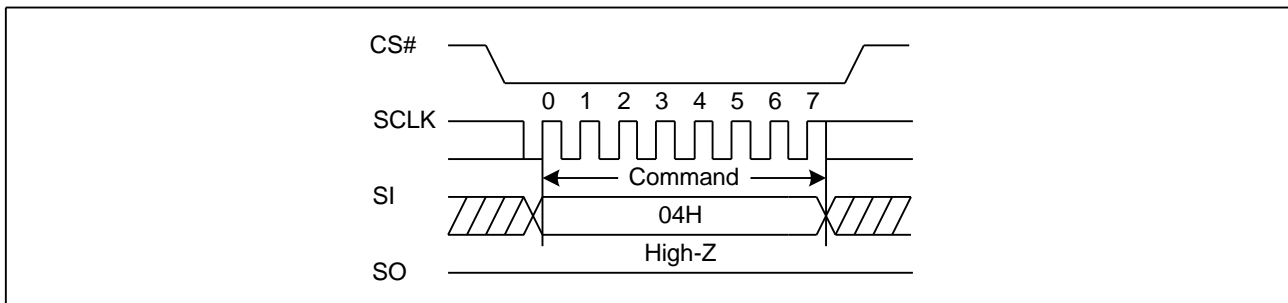 CS#
0 1 2 3 4 5 6 7
SCLK
Command
SI
04H
High-Z
SO